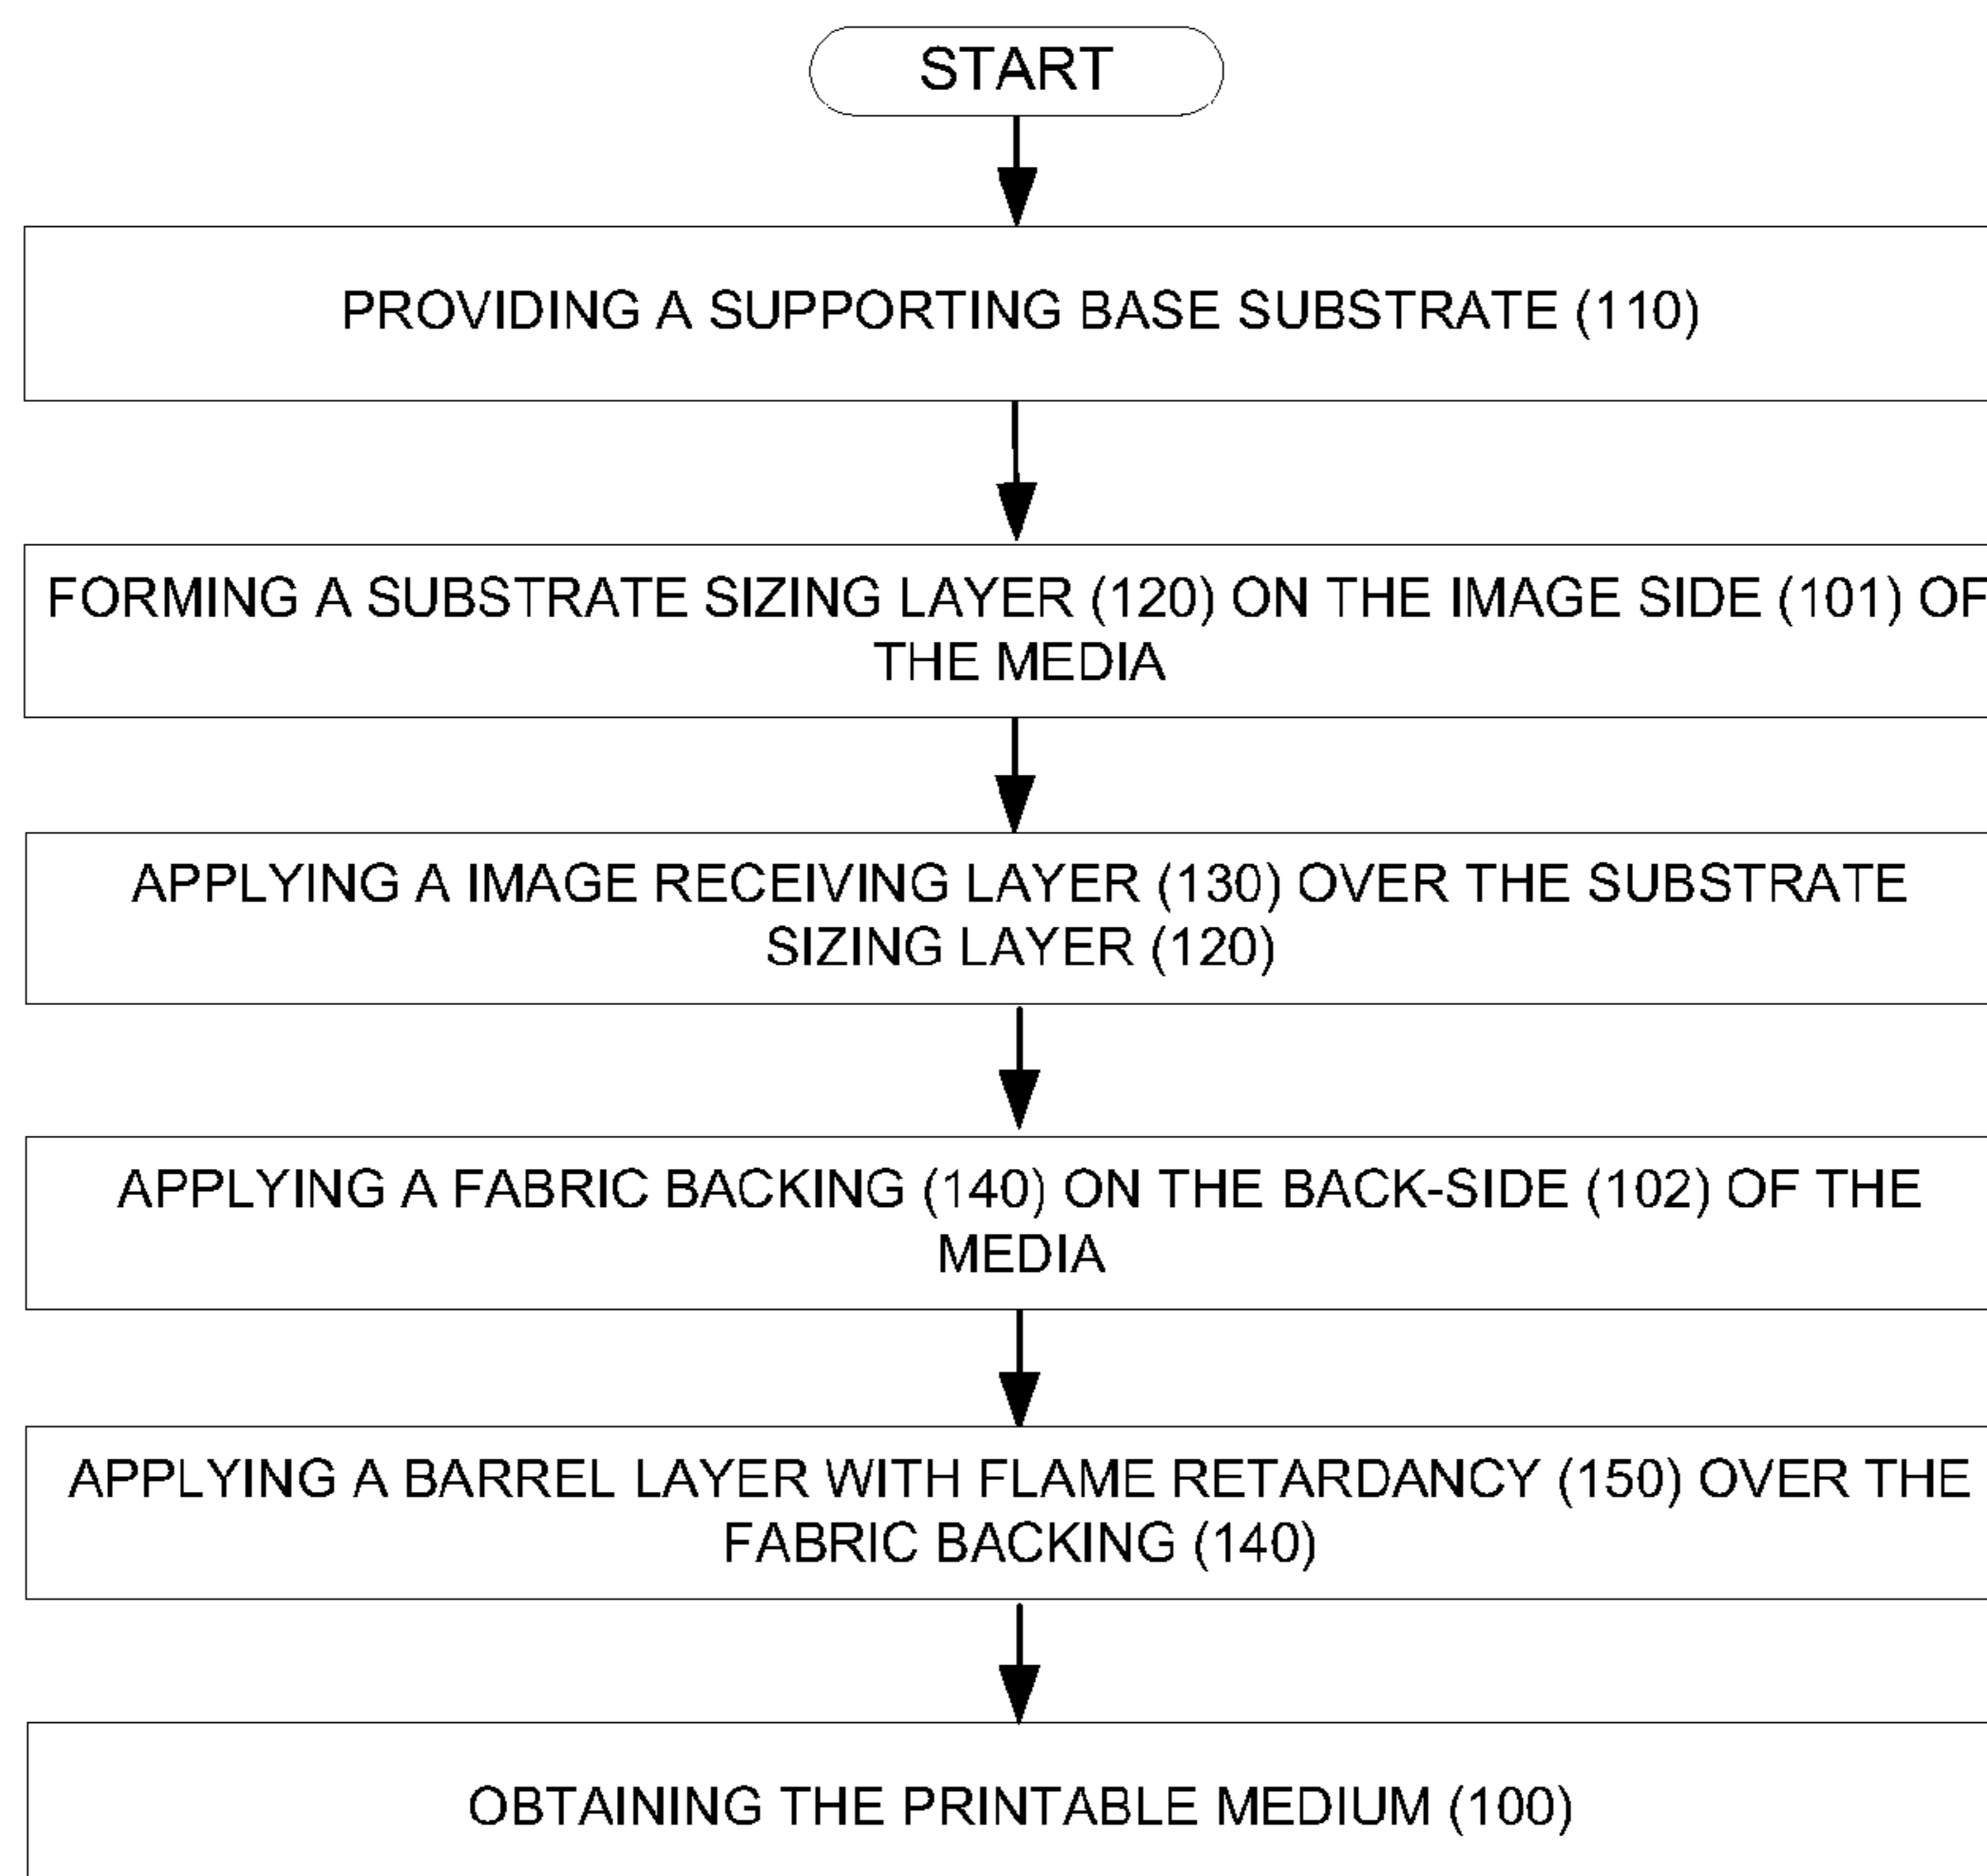 START
PROVIDING A SUPPORTING BASE SUBSTRATE (110)
FORMING A SUBSTRATE SIZING LAYER (120) ON THE IMAGE SIDE (101) OF
THE MEDIA
APPLYING A IMAGE RECEIVING LAYER (130) OVER THE SUBSTRATE
SIZING LAYER (120)
APPLYING A FABRIC BACKING (140) ON THE BACK-SIDE (102) OF THE
MEDIA
APPLYING A BARREL LAYER WITH FLAME RETARDANCY (150) OVER THE
FABRIC BACKING (140)
OBTAINING THE PRINTABLE MEDIUM (100)